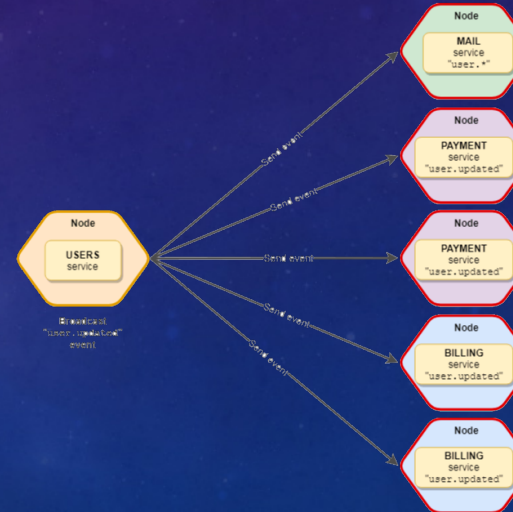 Node
MAIL
service
"user.*"
Send event
Node
PAYMENT
service
"user.updated"
Send event
Node
USERS
service
Send event
Node
PAYMENT
service
"user.updated"
Broadcast
"user.updated"
event
Send event
Node
BILLING
service
"user.updated"
Send event
Node
BILLING
service
"user.updated"